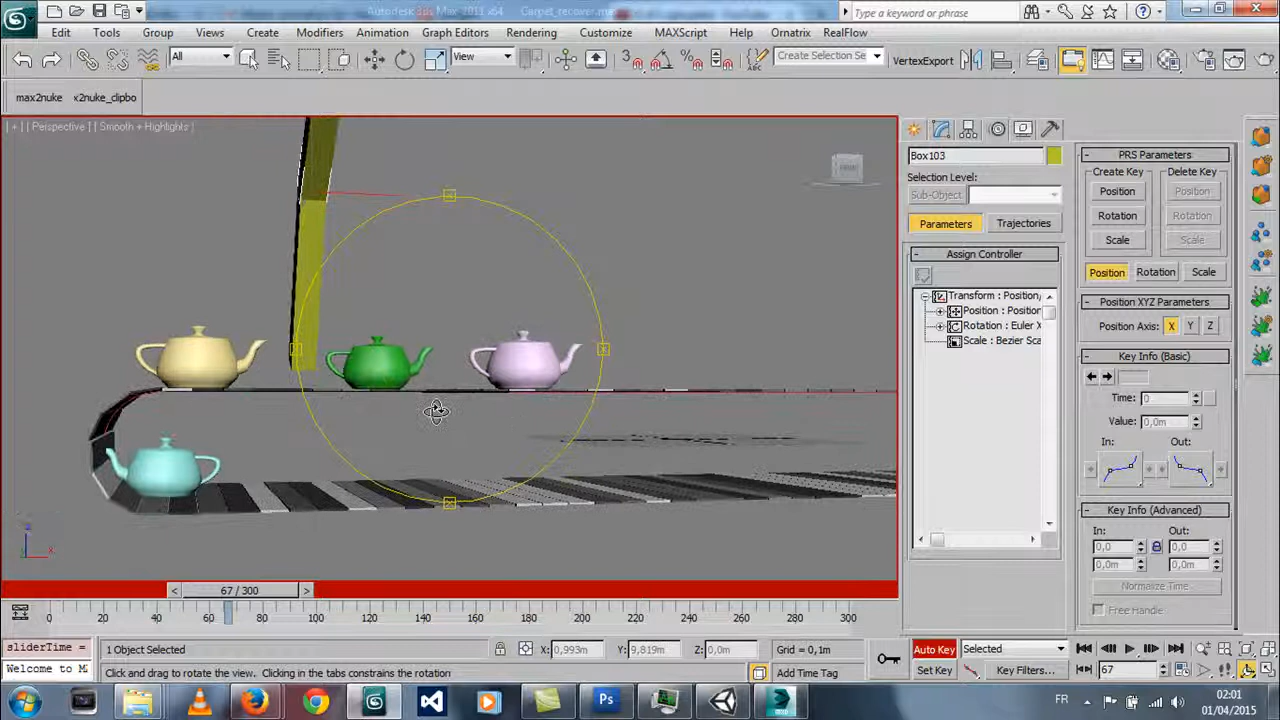 Autodesk 3ds Max 2011 x64
Carpet_recover.ma
Type a keyword or phrase
Edit Tools Group Views Create Modifiers Animation Graph Editors Rendering Customize MAXScript Help Ornatrix RealFlow
All
View
Create Selection Se
VertexExport
max2nuke
x2nuke_clipbo
[ + ] [ Perspective ] [ Smooth + Highlights ]
Box103
Selection Level:
Sub-Object
Parameters
Trajectories
Assign Controller
Transform : Position,
Position : Position
Rotation : Euler X
Scale : Bezier Sca
PRS Parameters
Create Key
Delete Key
Position
Position
Rotation
Rotation
Scale
Scale
Position
Rotation
Scale
Position XYZ Parameters
Position Axis: X Y Z
Key Info (Basic)
Time: 0
Value: 0,0m
In: Out:
Key Info (Advanced)
In: Out:
0,0 0,0
0,0m 0,0m
Normalize Time
Free Handle
z
x
67 / 300
0 20 40 60 80 100 120 140 160 180 200 220 240 260 280 300
sliderTime =
Welcome to M
1 Object Selected
X: 0,993m
Y: 9,819m
Z: 0,0m
Grid = 0,1m
Click and drag to rotate the view. Clicking in the tabs constrains the rotation
Add Time Tag
Auto Key
Selected
Set Key
Key Filters...
67
Ps
FR
02:01
01/04/2015